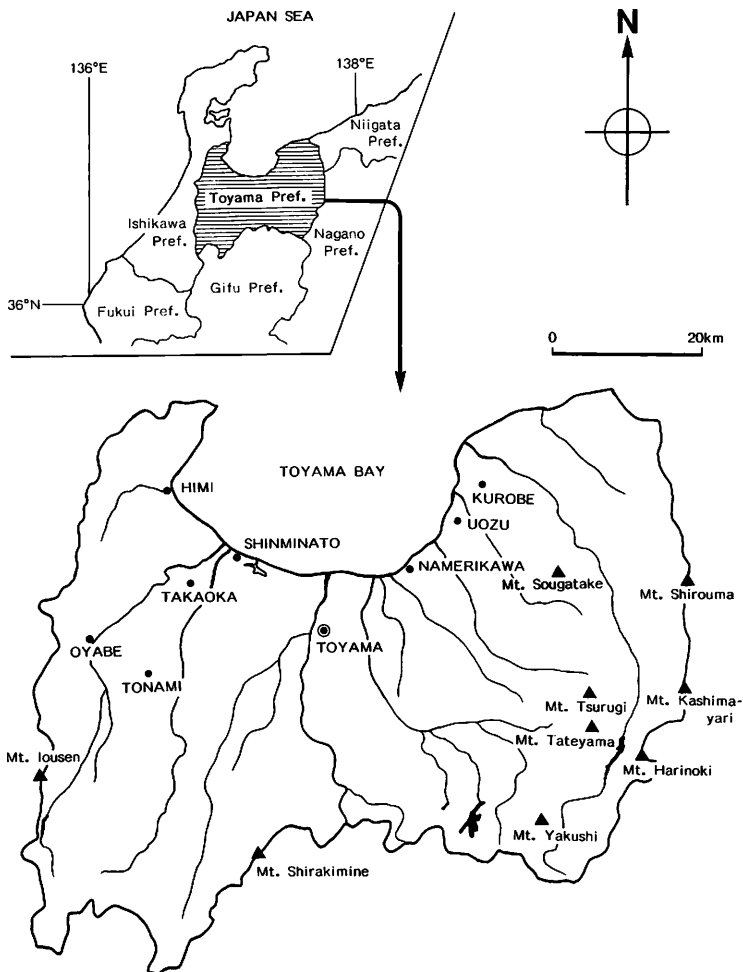 JAPAN SEA
136°E
138°E
Niigata
Pref.
Toyama Pref.
Ishikawa
Pref.
Nagano
Pref.
Gifu Pref.
36°N
Fukui Pref.
N
0 20km
TOYAMA BAY
HIMI
KUROBE
UOZU
SHINMINATO
NAMERIKAWA
TAKAOKA
Mt. Sougatake
Mt. Shirouma
OYABE
TOYAMA
TONAMI
Mt. Tsurugi
Mt. Kashima-
yari
Mt. Tateyama
Mt. Iousen
Mt. Harinoki
Mt. Yakushi
Mt. Shirakimine